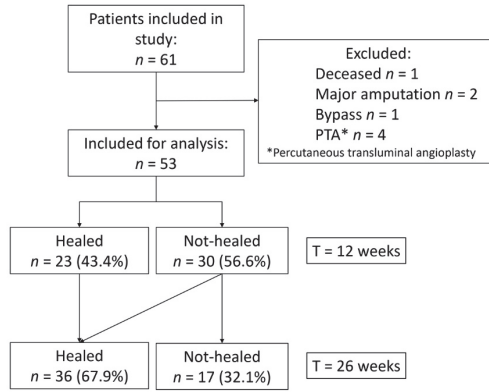 Patients included in
study:
n = 61
Excluded:
Deceased n = 1
Major amputation n = 2
Bypass n = 1
PTA* n = 4
*Percutaneous transluminal angioplasty
Included for analysis:
n = 53
Healed
n = 23 (43.4%)
Not-healed
n = 30 (56.6%)
T = 12 weeks
Healed
n = 36 (67.9%)
Not-healed
n = 17 (32.1%)
T = 26 weeks